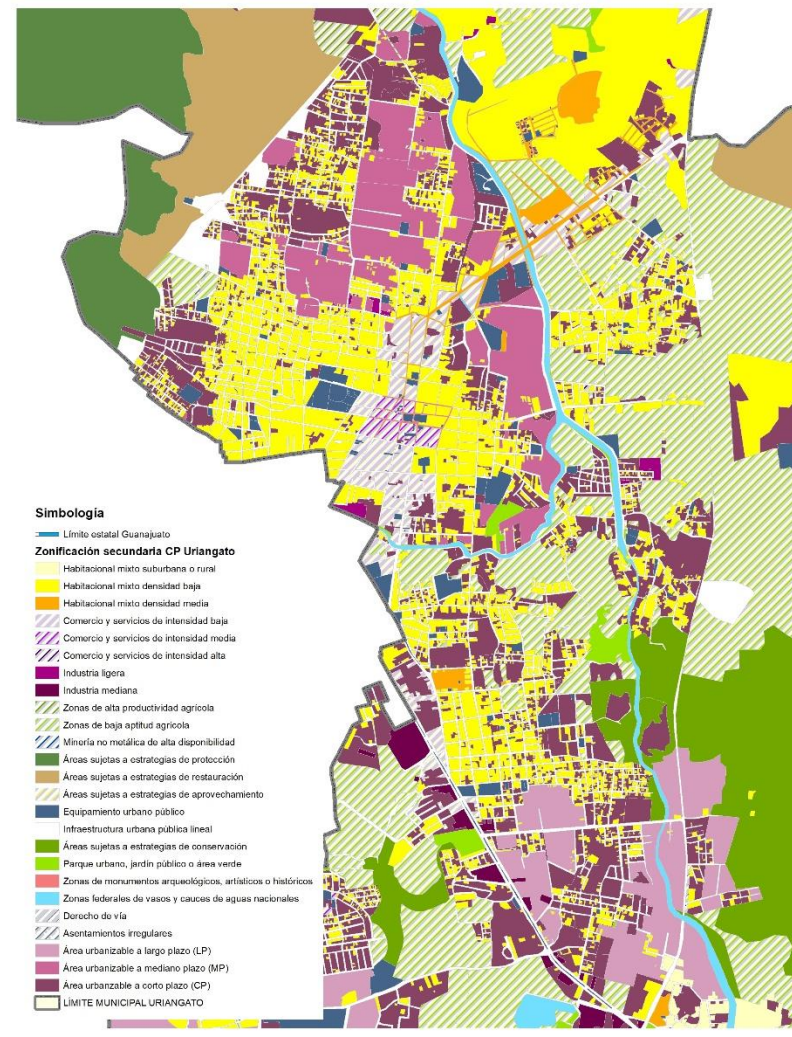 Simbología
Límite estatal Guanajuato
Zonificación secundaria CP Uriangato
Habitacional mixto suburbana o rural
Habitacional mixto densidad baja
Habitacional mixto densidad media
Comercio y servicios de intensidad baja
Comercio y servicios de intensidad media
Comercio y servicios de intensidad alta
Industria ligera
Industria mediana
Zonas de alta productividad agrícola
Zonas de baja aptitud agricola
Minería no metálica de alta disponibilidad
Áreas sujetas a estrategias de protección
Áreas sujetas a estrategias de restauración
Áreas sujetas a estrategias de aprovechamiento
Equipamiento urbano público
Infraestructura urbana pública lineal
Áreas sujetas a estrategias de conservación
Parque urbano, jardín público o área verde
Zonas de monumentos arqueológicos, artísticos o históricos
Zonas federales de vasos y cauces de aguas nacionales
Derecho de vía
Asentamientos irregulares
Área urbanizable a largo plazo (LP)
Área urbanizable a mediano plazo (MP)
Área urbanzable a corto plazo (CP)
LÍMITE MUNICIPAL URIANGATO